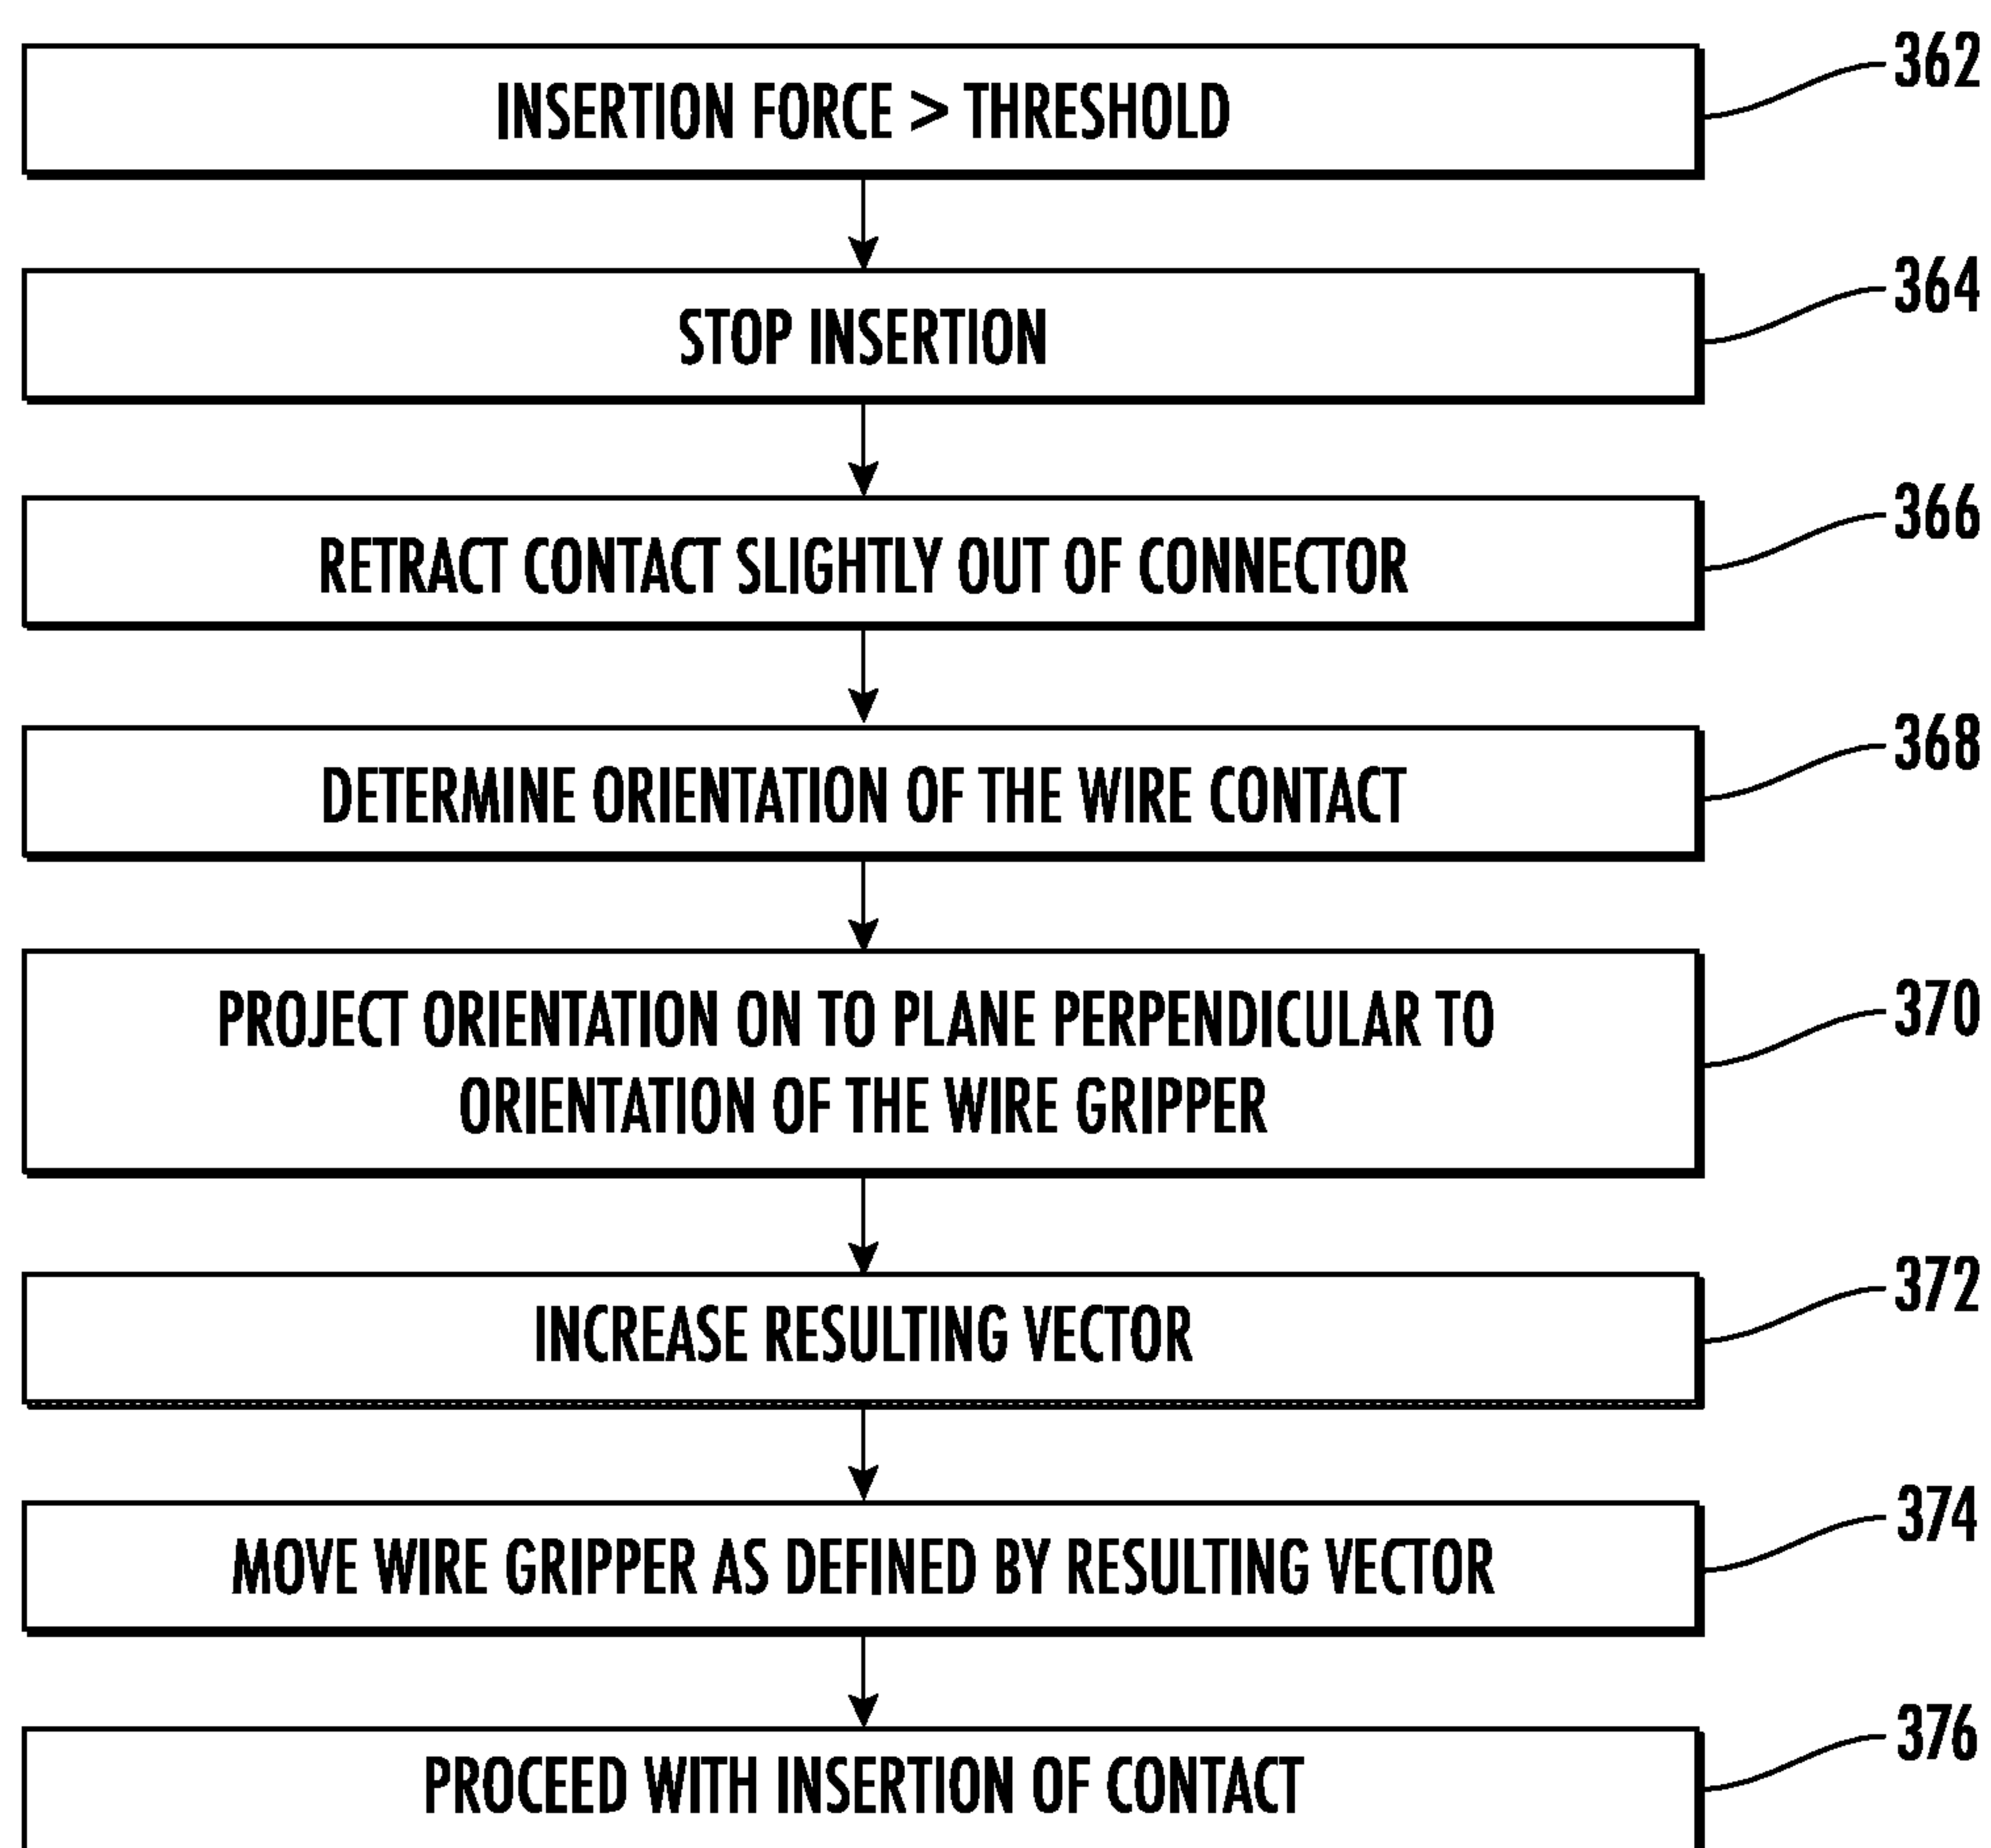 INSERTION FORCE > THRESHOLD
362
STOP INSERTION
364
RETRACT CONTACT SLIGHTLY OUT OF CONNECTOR
366
DETERMINE ORIENTATION OF THE WIRE CONTACT
368
PROJECT ORIENTATION ON TO PLANE PERPENDICULAR TO
ORIENTATION OF THE WIRE GRIPPER
370
INCREASE RESULTING VECTOR
372
MOVE WIRE GRIPPER AS DEFINED BY RESULTING VECTOR
374
PROCEED WITH INSERTION OF CONTACT
376